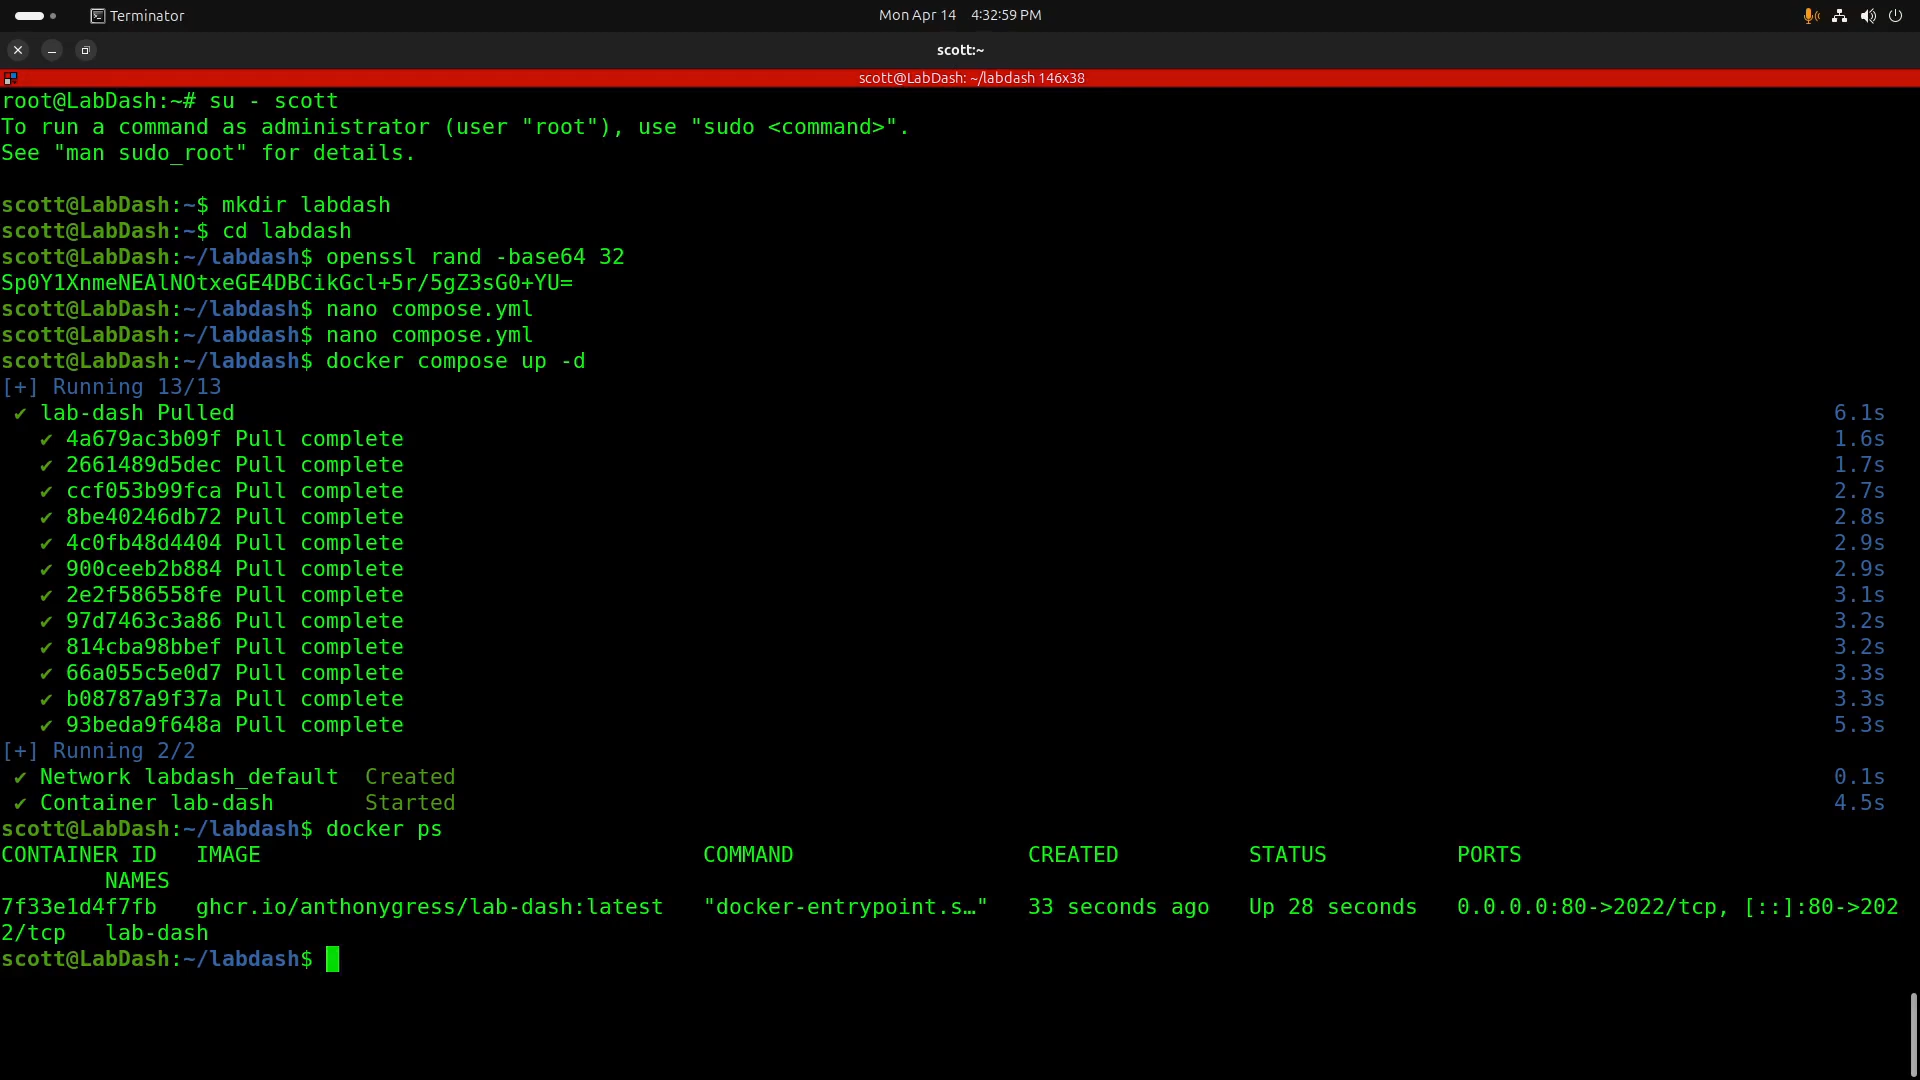 Terminator
Mon Apr 14 4:32:59 PM
scott:~
scott@LabDash: ~/labdash 146x38
root@LabDash:~# su - scott
To run a command as administrator (user "root"), use "sudo <command>".
See "man sudo_root" for details.
scott@LabDash:~$ mkdir labdash
scott@LabDash:~$ cd labdash
scott@LabDash:~/labdash$ openssl rand -base64 32
Sp0Y1XnmeNEAlNOtxeGE4DBCikGcl+5r/5gZ3sG0+YU=
scott@LabDash:~/labdash$ nano compose.yml
scott@LabDash:~/labdash$ nano compose.yml
scott@LabDash:~/labdash$ docker compose up -d
[+] Running 13/13
✔ lab-dash Pulled 6.1s
✔ 4a679ac3b09f Pull complete 1.6s
✔ 2661489d5dec Pull complete 1.7s
✔ ccf053b99fca Pull complete 2.7s
✔ 8be40246db72 Pull complete 2.8s
✔ 4c0fb48d4404 Pull complete 2.9s
✔ 900ceeb2b884 Pull complete 2.9s
✔ 2e2f586558fe Pull complete 3.1s
✔ 97d7463c3a86 Pull complete 3.2s
✔ 814cba98bbef Pull complete 3.2s
✔ 66a055c5e0d7 Pull complete 3.3s
✔ b08787a9f37a Pull complete 3.3s
✔ 93beda9f648a Pull complete 5.3s
[+] Running 2/2
✔ Network labdash_default Created 0.1s
✔ Container lab-dash Started 4.5s
scott@LabDash:~/labdash$ docker ps
CONTAINER ID IMAGE COMMAND CREATED STATUS PORTS
NAMES
7f33e1d4f7fb ghcr.io/anthonygress/lab-dash:latest "docker-entrypoint.s…" 33 seconds ago Up 28 seconds 0.0.0.0:80->2022/tcp, [::]:80->202
2/tcp lab-dash
scott@LabDash:~/labdash$